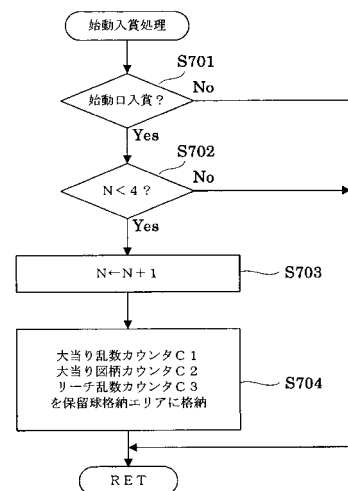 始動入賞処理
S701
始動口入賞?
No
Yes
S702
N<4?
No
Yes
N←N+1
S703
大当り乱数カウンタC1
大当り図柄カウンタC2
リーチ乱数カウンタC3
を保留球格納エリアに格納
S704
RET